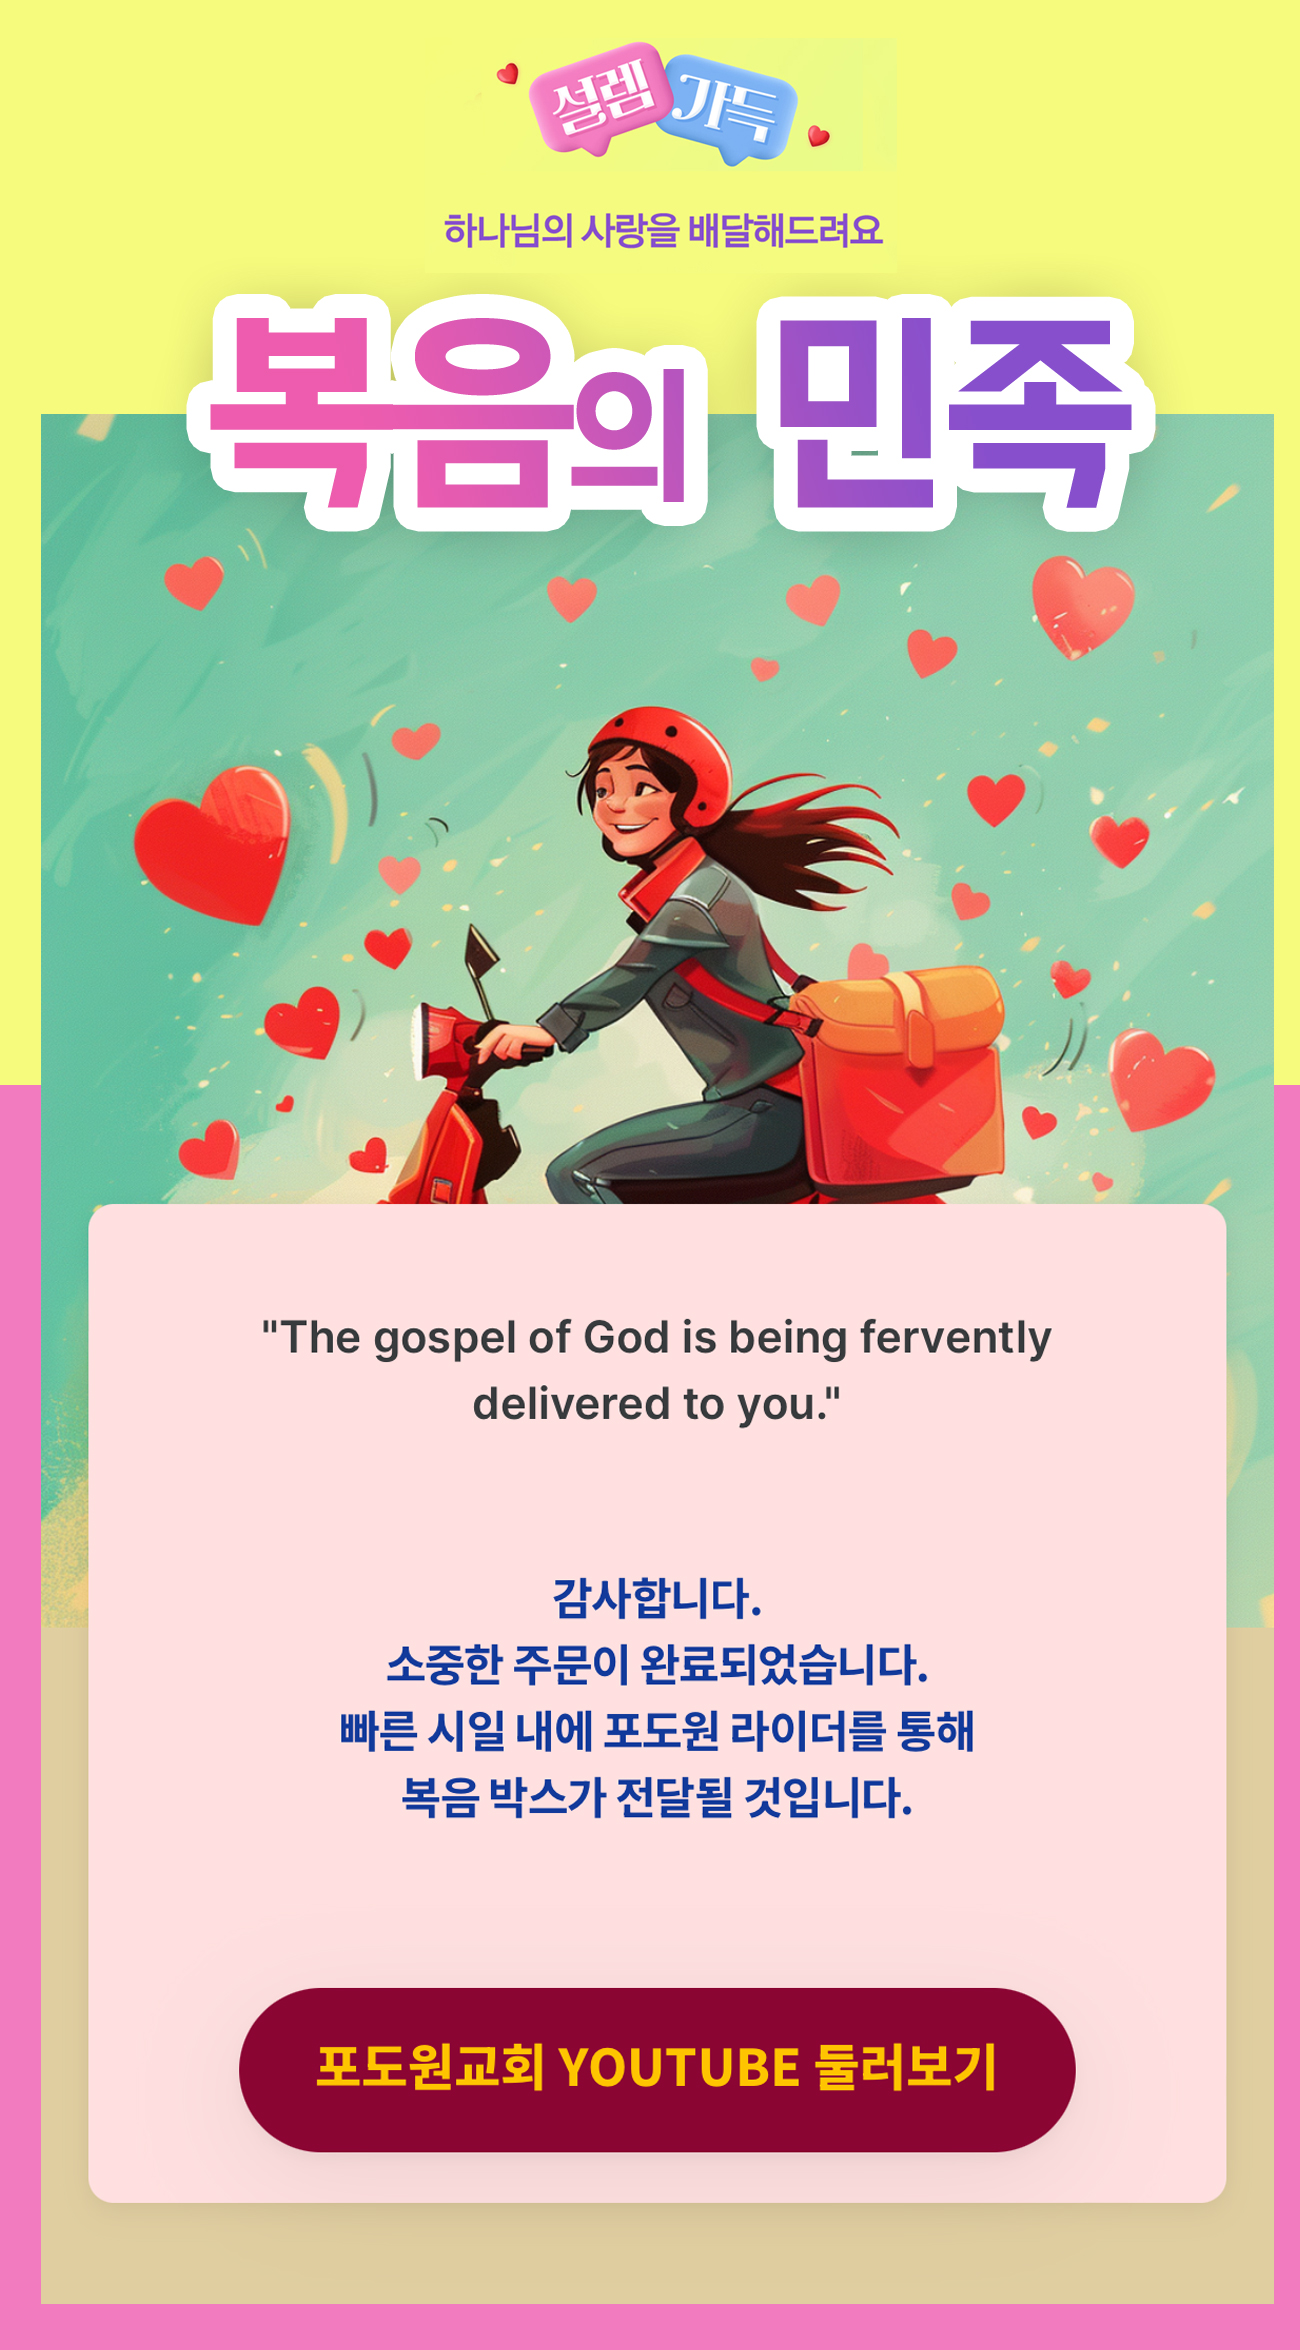 설렘 가득
하나님의 사랑을 배달해드려요
복음의 민족
"The gospel of God is being fervently
delivered to you."
감사합니다.
소중한 주문이 완료되었습니다.
빠른 시일 내에 포도원 라이더를 통해
복음 박스가 전달될 것입니다.
포도원교회 YOUTUBE 둘러보기